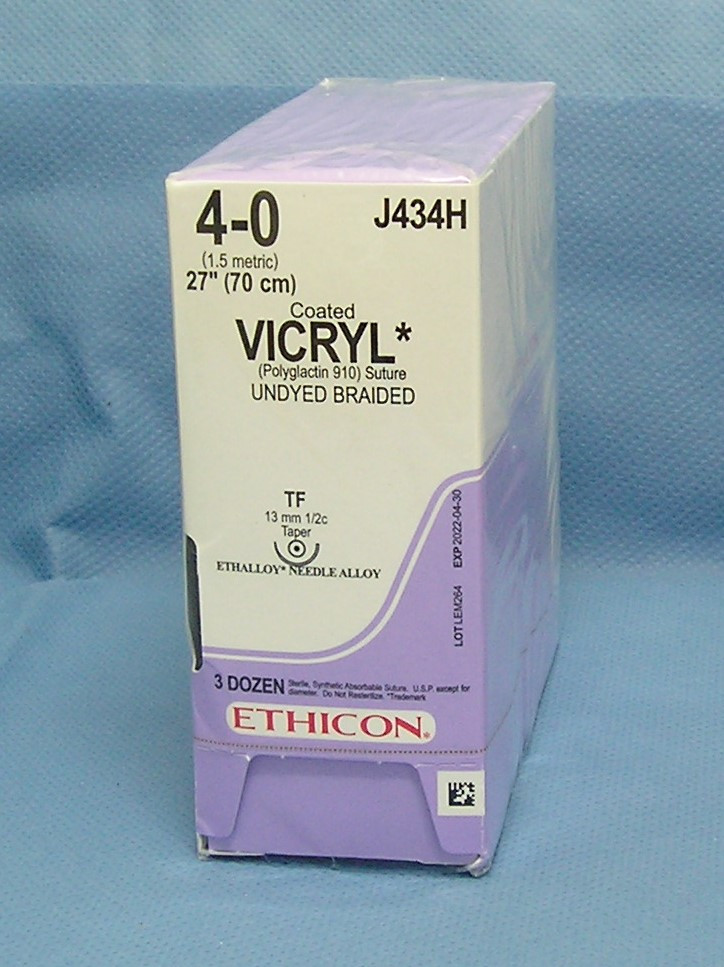 4-0
J434H
(1.5 metric)
27" (70 cm)
Coated
VICRYL*
(Polyglactin 910) Suture
UNDYED BRAIDED
TF
13 mm 1/2c
Taper
ETHALLOY* NEEDLE ALLOY
LOT LEM264 EXP 2022-04-30
3 DOZEN Sterile, Synthetic Absorbable Suture. U.S.P. except for
diameter. Do Not Resterilize. *Trademark
ETHICON